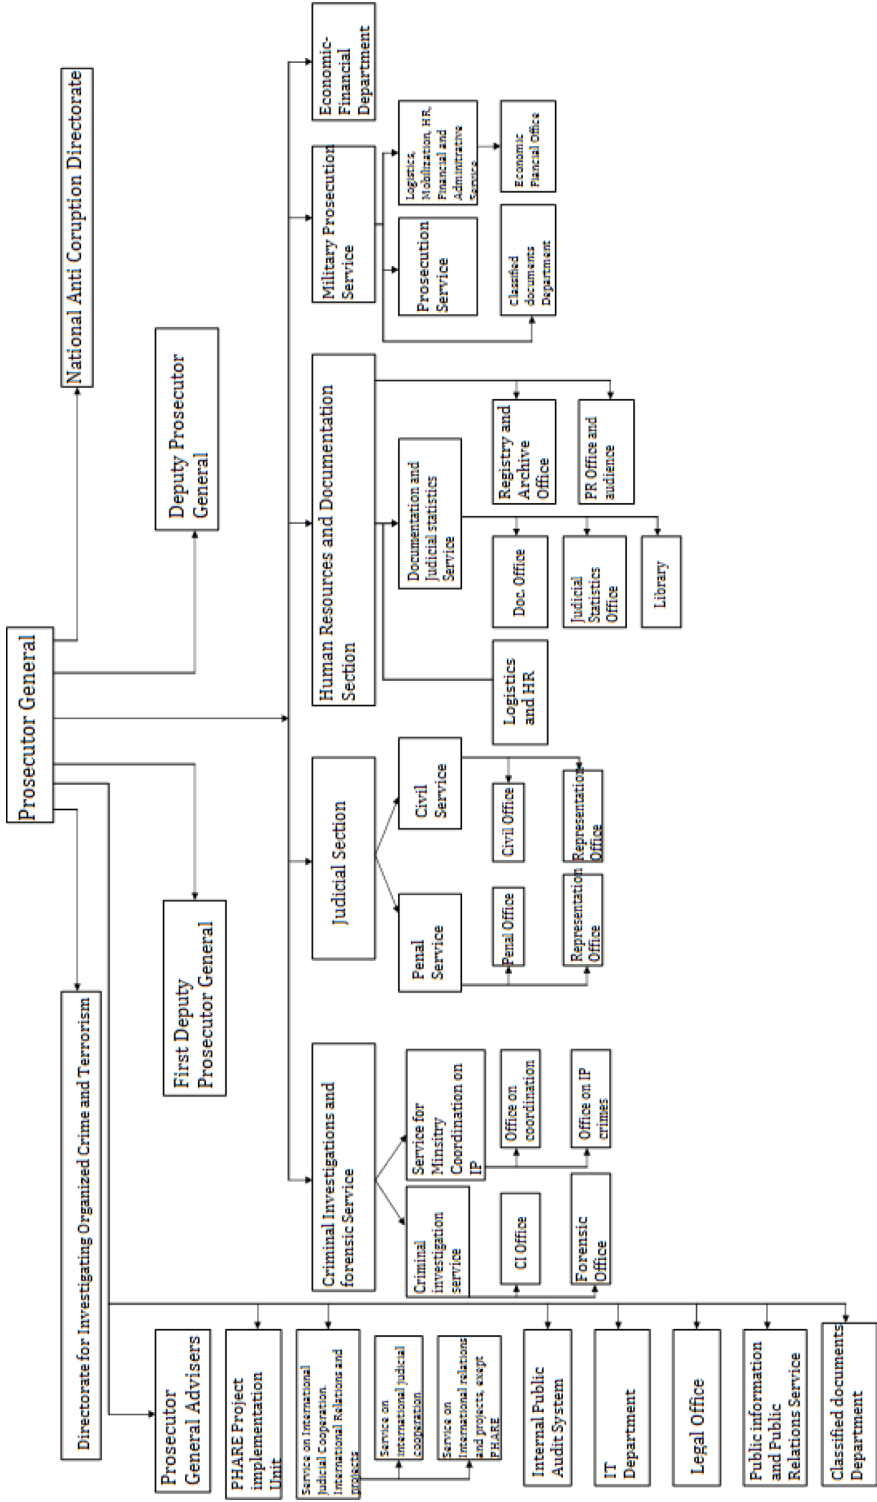 Prosecutor General
Directorate for Investigating Organized Crime and Terrorism
National Anti Coruption Directorate
First Deputy
Prosecutor General
Deputy Prosecutor
General
Prosecutor
General Advisers
PHARE Project
implementation
Unit
Service on International
Judicial Cooperation.
International Relations and
projects
Service on
international judicial
cooperation
Service on
International relations
and projects, exept
PHARE
Internal Public
Audit System
IT
Department
Legal Office
Public information
and Public
Relations Service
Classified documents
Department
Criminal Investigations and
forensic Service
Criminal
investigation
service
CI Office
Forensic
Office
Service for
Minsitry
Coordination on
IP
Office on
coordination
Office on IP
crimes
Judicial Section
Penal
Service
Penal Office
Representation
Office
Civil
Service
Civil Office
Representation
Office
Human Resources and Documentation
Section
Logistics
and HR
Documentation and
Judicial statistics
Service
Doc. Office
Judicial
Statistics
Office
Library
Registry and
Archive
Office
PR Office and
audience
Military Prosecution
Service
Prosecution
Service
Classified
documents
Department
Logistics,
Mobilization, HR,
Financial and
Adminitrative
Service
Economic
Fiancial Office
Economic-
Financial
Department